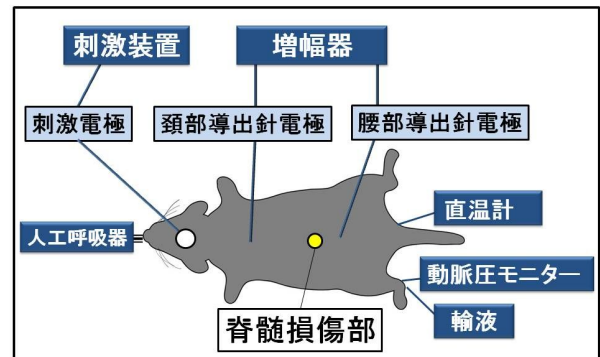 刺激装置
増幅器
刺激電極
頚部導出針電極
腰部導出針電極
人工呼吸器
直温計
動脈圧モニター
輸液
脊髄損傷部